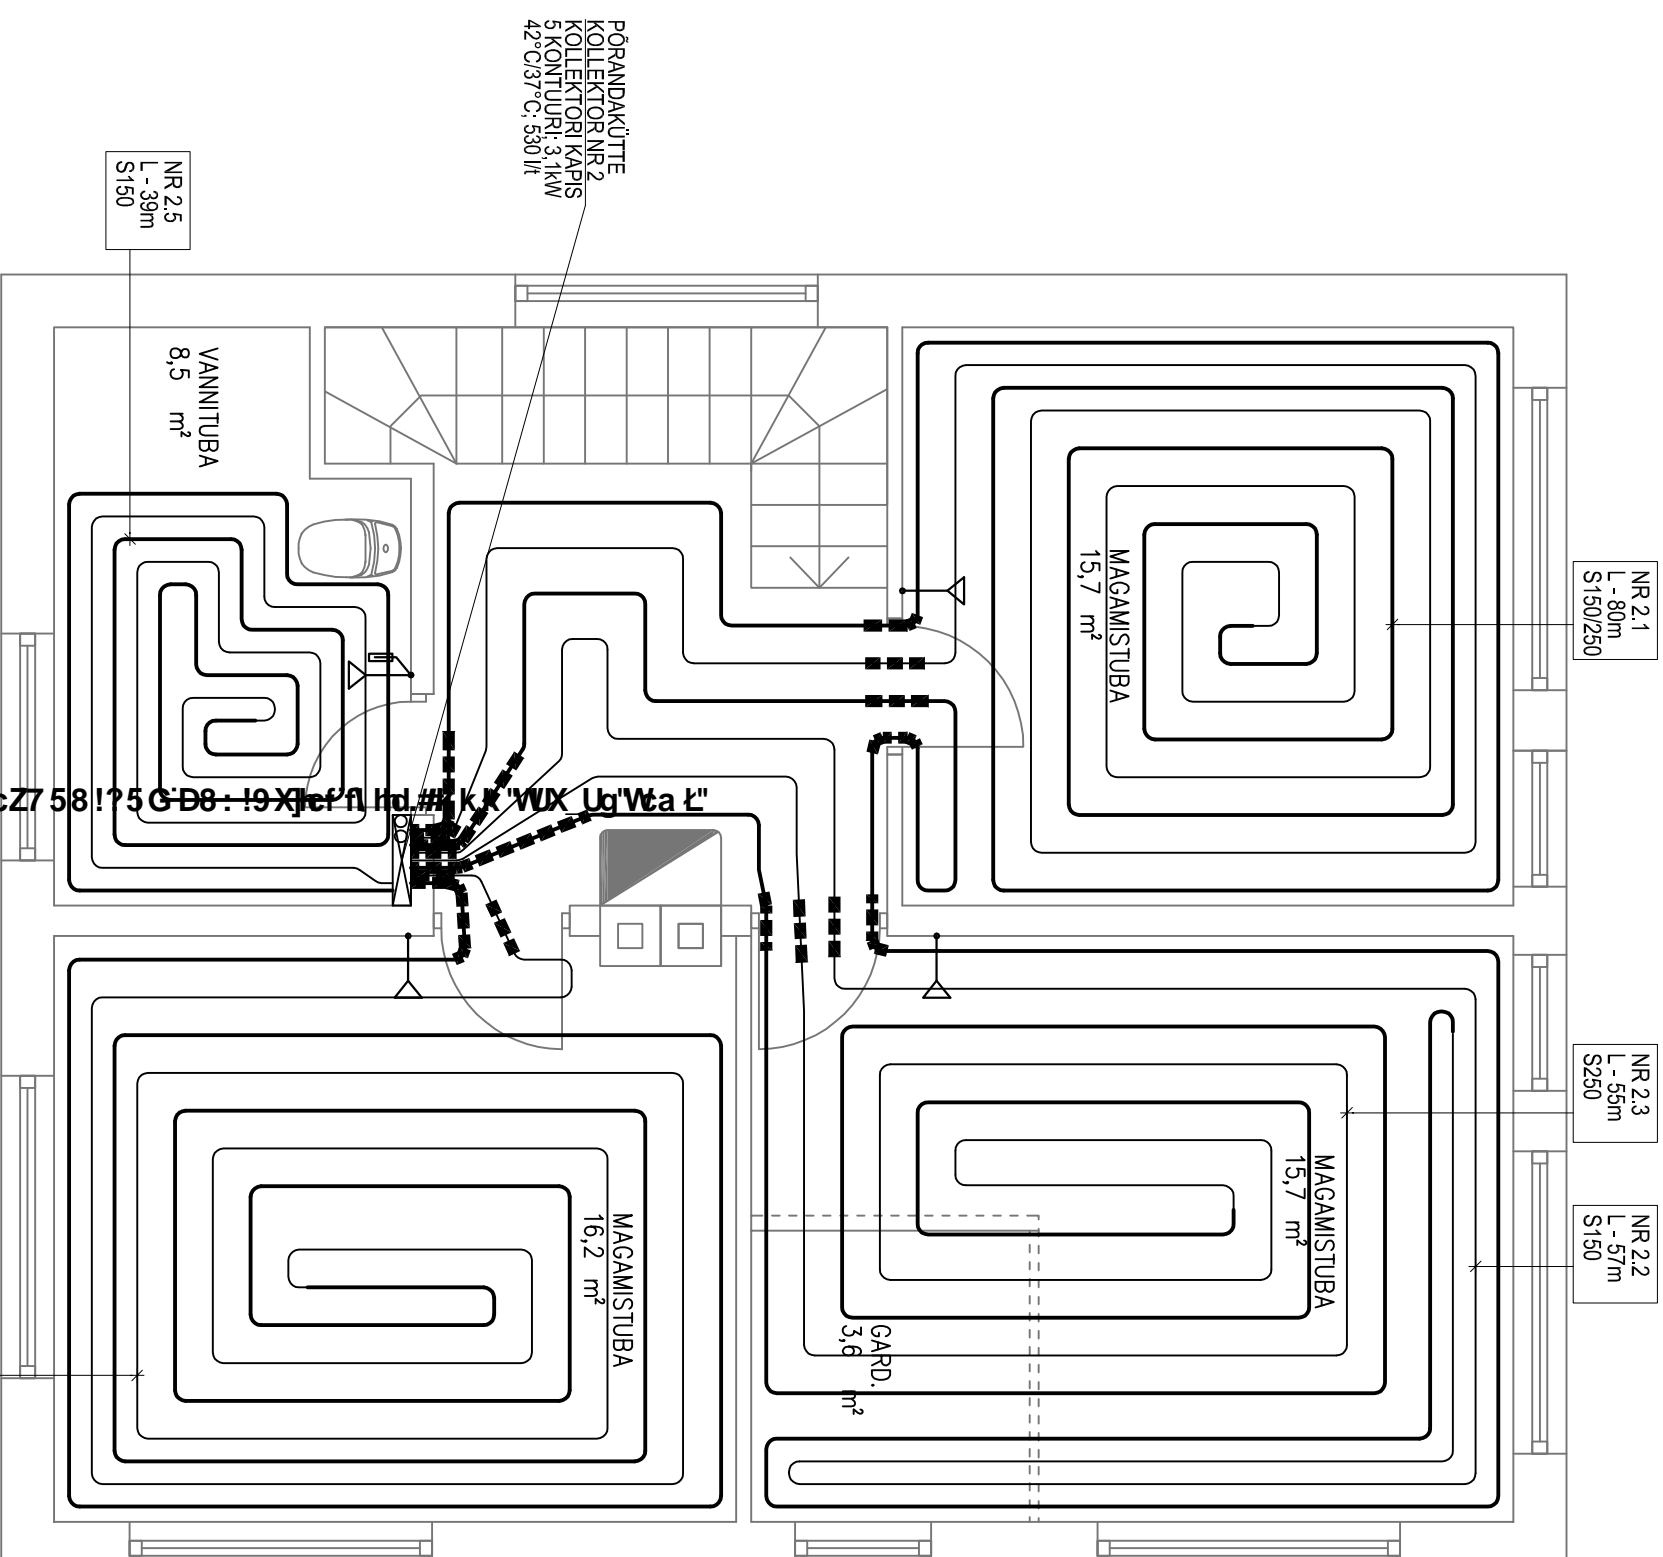 PÕRANDAKÜTTE
KOLLEKTOR NR 2
KOLLEKTORI KAPIS
5 KONTUURI; 3,1kW
42°C/37°C; 530 l/t
NR 2.5
L - 39m
S150
VANNITUBA
8,5 m²
NR 2.1
L - 80m
S150/250
MAGAMISTUBA
15,7 m²
NR 2.3
L - 55m
S250
NR 2.2
L - 57m
S150
MAGAMISTUBA
15,7 m²
GARD.
3,6 m²
MAGAMISTUBA
16,2 m²